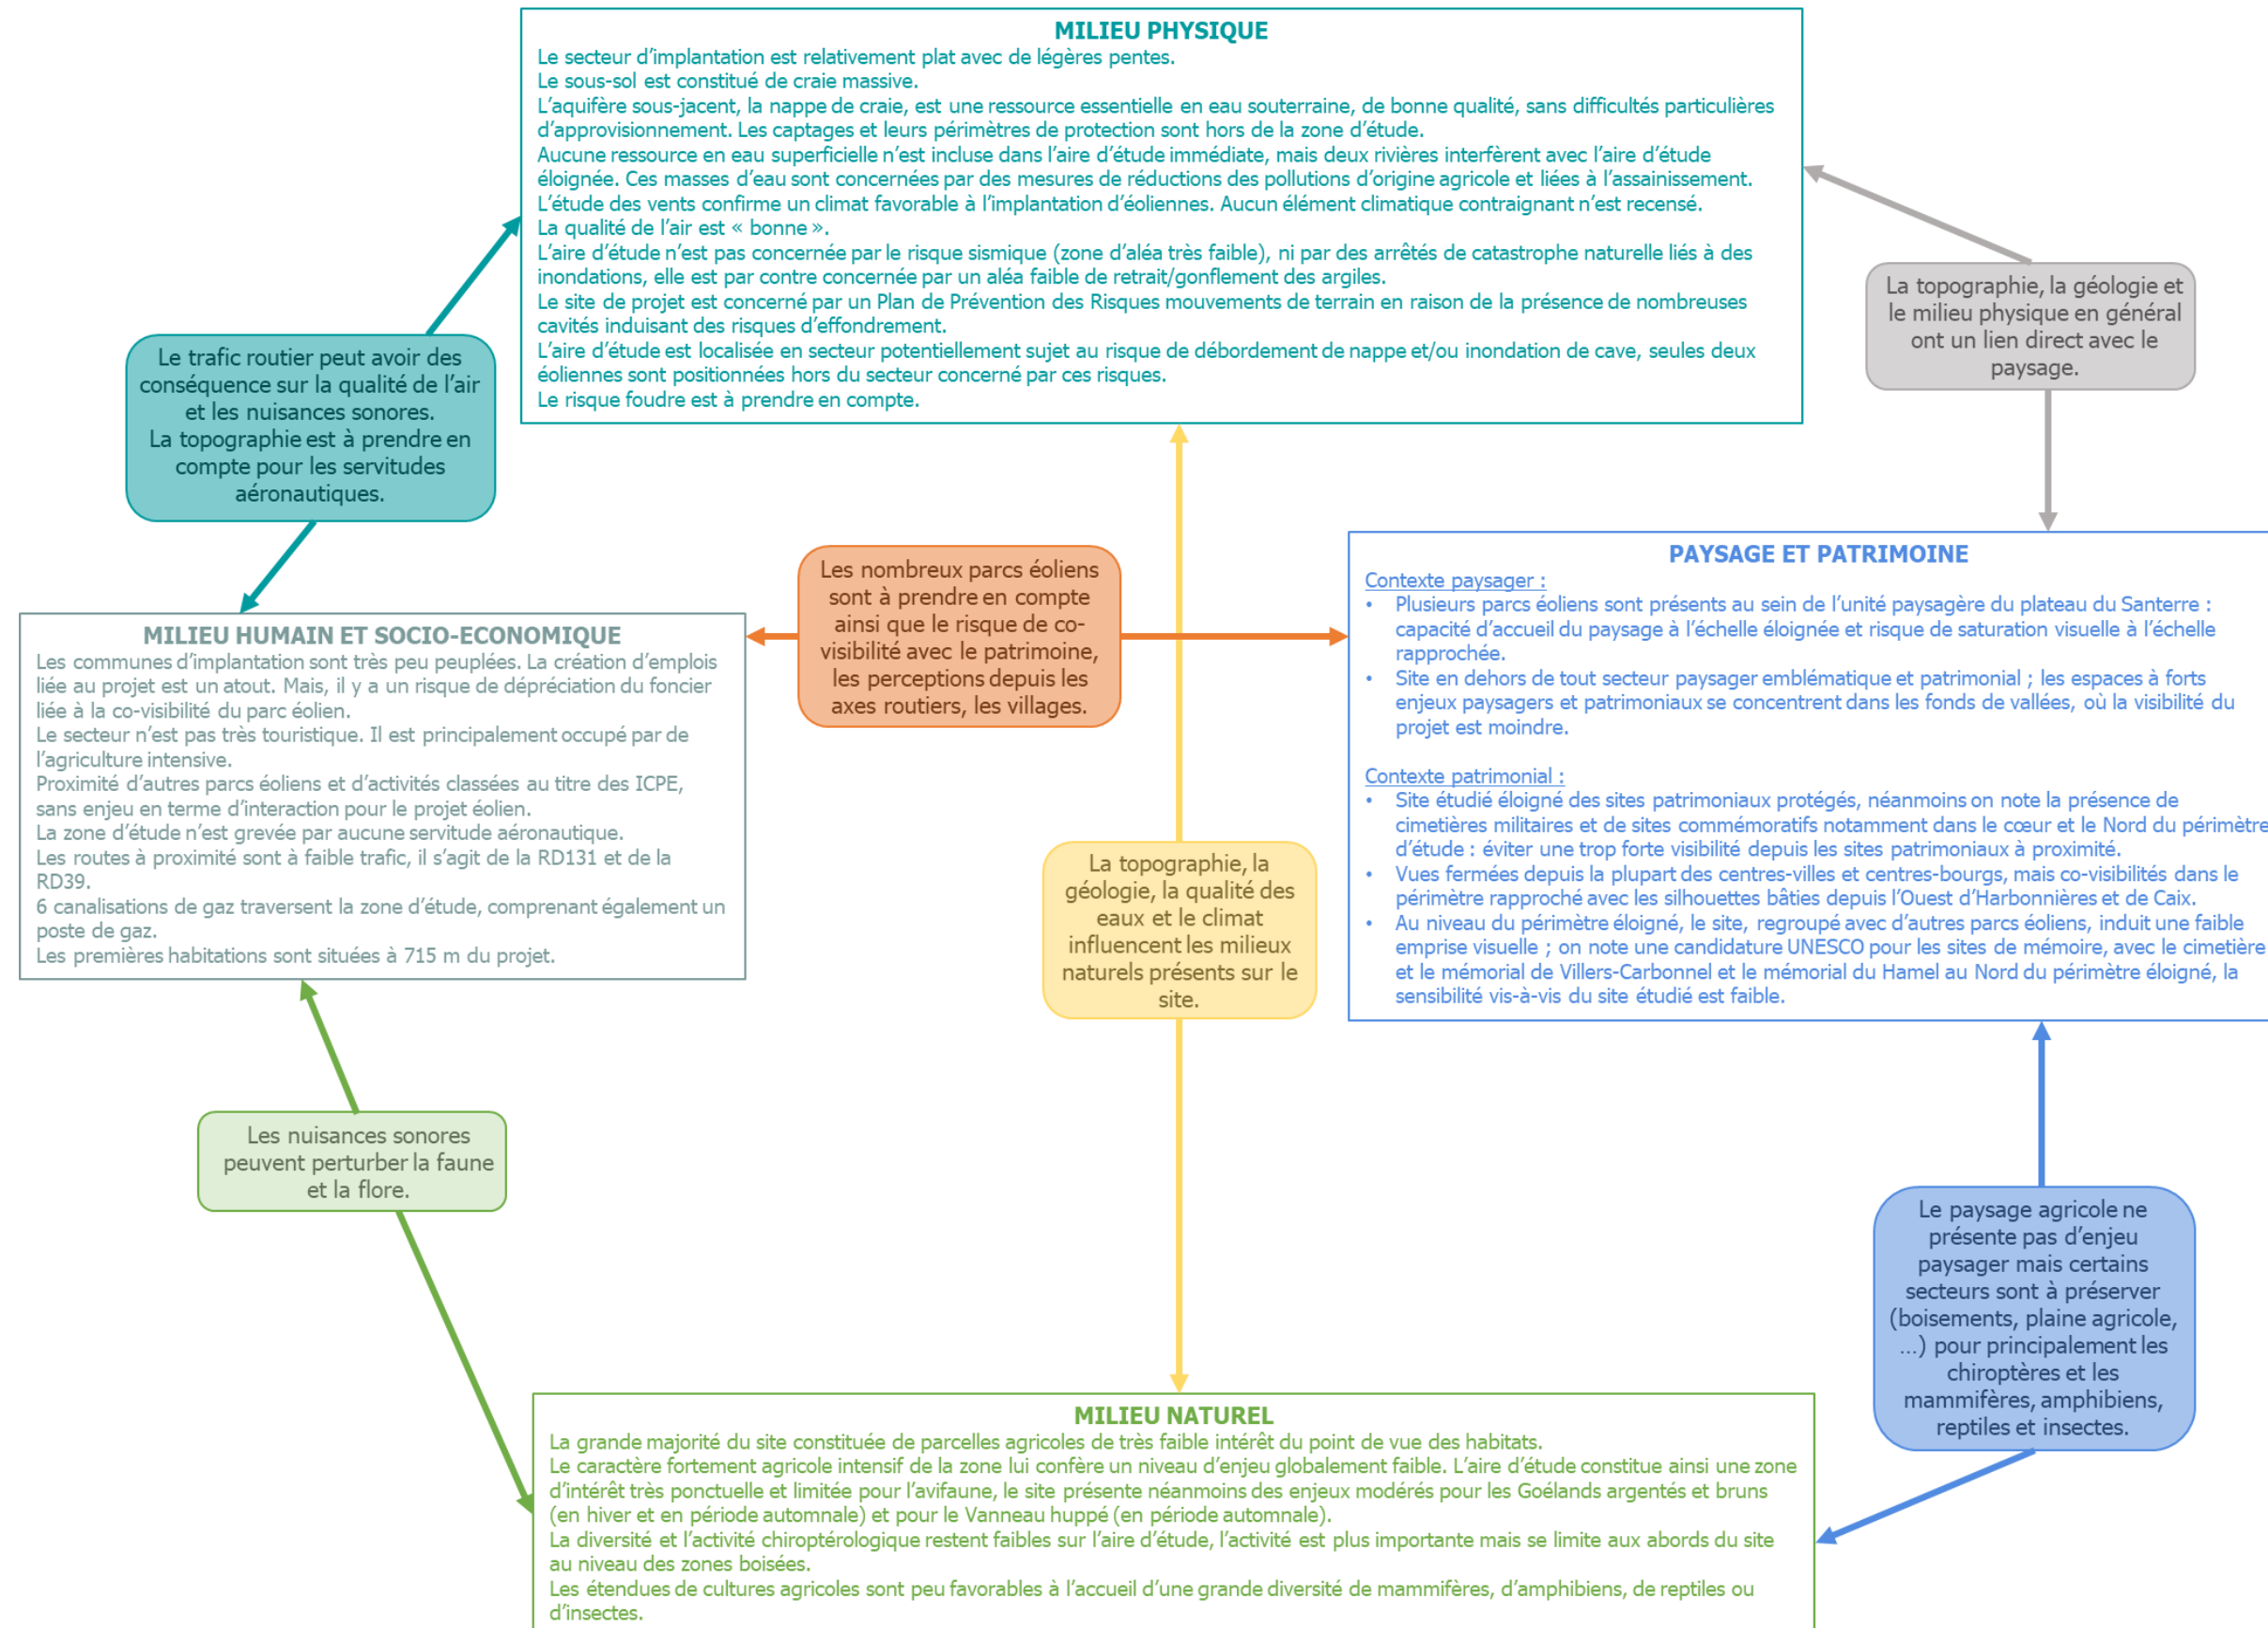 MILIEU PHYSIQUE
Le secteur d’implantation est relativement plat avec de légères pentes.
Le sous-sol est constitué de craie massive.
L’aquifère sous-jacent, la nappe de craie, est une ressource essentielle en eau souterraine, de bonne qualité, sans difficultés particulières
d’approvisionnement. Les captages et leurs périmètres de protection sont hors de la zone d’étude.
Aucune ressource en eau superficielle n’est incluse dans l’aire d’étude immédiate, mais deux rivières interfèrent avec l’aire d’étude
éloignée. Ces masses d’eau sont concernées par des mesures de réductions des pollutions d’origine agricole et liées à l’assainissement.
L’étude des vents confirme un climat favorable à l’implantation d’éoliennes. Aucun élément climatique contraignant n’est recensé.
La qualité de l’air est « bonne ».
L’aire d’étude n’est pas concernée par le risque sismique (zone d’aléa très faible), ni par des arrêtés de catastrophe naturelle liés à des
inondations, elle est par contre concernée par un aléa faible de retrait/gonflement des argiles.
Le site de projet est concerné par un Plan de Prévention des Risques mouvements de terrain en raison de la présence de nombreuses
cavités induisant des risques d’effondrement.
L’aire d’étude est localisée en secteur potentiellement sujet au risque de débordement de nappe et/ou inondation de cave, seules deux
éoliennes sont positionnées hors du secteur concerné par ces risques.
Le risque foudre est à prendre en compte.
La topographie, la géologie et
le milieu physique en général
ont un lien direct avec le
paysage.
Le trafic routier peut avoir des
conséquence sur la qualité de l’air
et les nuisances sonores.
La topographie est à prendre en
compte pour les servitudes
aéronautiques.
Les nombreux parcs éoliens
sont à prendre en compte
ainsi que le risque de co-
visibilité avec le patrimoine,
les perceptions depuis les
axes routiers, les villages.
MILIEU HUMAIN ET SOCIO-ECONOMIQUE
Les communes d’implantation sont très peu peuplées. La création d’emplois
liée au projet est un atout. Mais, il y a un risque de dépréciation du foncier
liée à la co-visibilité du parc éolien.
Le secteur n’est pas très touristique. Il est principalement occupé par de
l’agriculture intensive.
Proximité d’autres parcs éoliens et d’activités classées au titre des ICPE,
sans enjeu en terme d’interaction pour le projet éolien.
La zone d’étude n’est grevée par aucune servitude aéronautique.
Les routes à proximité sont à faible trafic, il s’agit de la RD131 et de la
RD39.
6 canalisations de gaz traversent la zone d’étude, comprenant également un
poste de gaz.
Les premières habitations sont situées à 715 m du projet.
PAYSAGE ET PATRIMOINE
Contexte paysager :
• Plusieurs parcs éoliens sont présents au sein de l’unité paysagère du plateau du Santerre :
capacité d’accueil du paysage à l’échelle éloignée et risque de saturation visuelle à l’échelle
rapprochée.
• Site en dehors de tout secteur paysager emblématique et patrimonial ; les espaces à forts
enjeux paysagers et patrimoniaux se concentrent dans les fonds de vallées, où la visibilité du
projet est moindre.
Contexte patrimonial :
• Site étudié éloigné des sites patrimoniaux protégés, néanmoins on note la présence de
cimetières militaires et de sites commémoratifs notamment dans le cœur et le Nord du périmètre
d’étude : éviter une trop forte visibilité depuis les sites patrimoniaux à proximité.
• Vues fermées depuis la plupart des centres-villes et centres-bourgs, mais co-visibilités dans le
périmètre rapproché avec les silhouettes bâties depuis l’Ouest d’Harbonnières et de Caix.
• Au niveau du périmètre éloigné, le site, regroupé avec d’autres parcs éoliens, induit une faible
emprise visuelle ; on note une candidature UNESCO pour les sites de mémoire, avec le cimetière
et le mémorial de Villers-Carbonnel et le mémorial du Hamel au Nord du périmètre éloigné, la
sensibilité vis-à-vis du site étudié est faible.
La topographie, la
géologie, la qualité des
eaux et le climat
influencent les milieux
naturels présents sur le
site.
Les nuisances sonores
peuvent perturber la faune
et la flore.
Le paysage agricole ne
présente pas d’enjeu
paysager mais certains
secteurs sont à préserver
(boisements, plaine agricole,
...) pour principalement les
chiroptères et les
mammifères, amphibiens,
reptiles et insectes.
MILIEU NATUREL
La grande majorité du site constituée de parcelles agricoles de très faible intérêt du point de vue des habitats.
Le caractère fortement agricole intensif de la zone lui confère un niveau d’enjeu globalement faible. L’aire d’étude constitue ainsi une zone
d’intérêt très ponctuelle et limitée pour l’avifaune, le site présente néanmoins des enjeux modérés pour les Goélands argentés et bruns
(en hiver et en période automnale) et pour le Vanneau huppé (en période automnale).
La diversité et l’activité chiroptérologique restent faibles sur l’aire d’étude, l’activité est plus importante mais se limite aux abords du site
au niveau des zones boisées.
Les étendues de cultures agricoles sont peu favorables à l’accueil d’une grande diversité de mammifères, d’amphibiens, de reptiles ou
d’insectes.